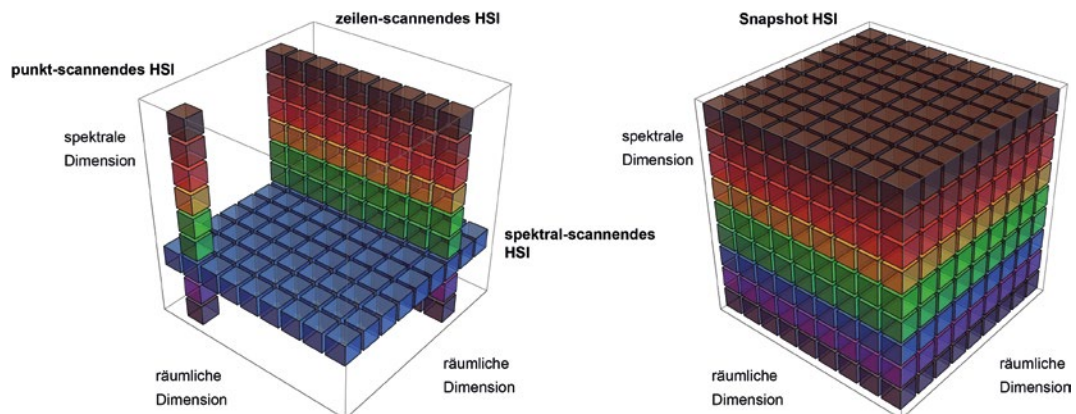 zeilen-scannendes HSI
punkt-scannendes HSI
spektrale
Dimension
spektral-scannendes
HSI
räumliche
Dimension
räumliche
Dimension
Snapshot HSI
spektrale
Dimension
räumliche
Dimension
räumliche
Dimension